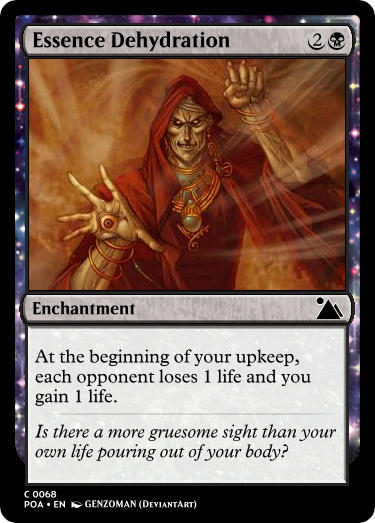 Essence Dehydration 2
Enchantment
At the beginning of your upkeep,
each opponent loses 1 life and you
gain 1 life.
Is there a more gruesome sight than your
own life pouring out of your body?
C 0068
POA • EN GENZOMAN (DEVIANTART)